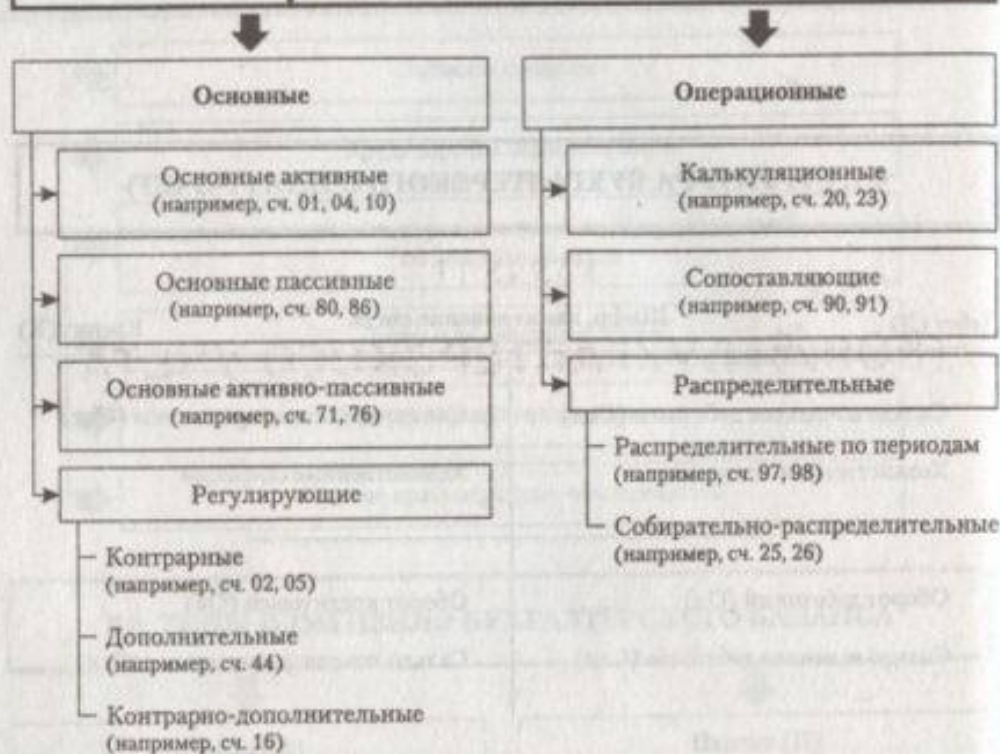 Основные
Основные активные
(например, сч. 01, 04, 10)
Основные пассивные
(например, сч. 80, 86)
Основные активно-пассивные
(например, сч. 71, 76)
Регулирующие
Контрарные
(например, сч. 02, 05)
Дополнительные
(например, сч. 44)
Контрарно-дополнительные
(например, сч. 16)
Операционные
Калькуляционные
(например, сч. 20, 23)
Сопоставляющие
(например, сч. 90, 91)
Распределительные
Распределительные по периодам
(например, сч. 97, 98)
Собирательно-распределительные
(например, сч. 25, 26)